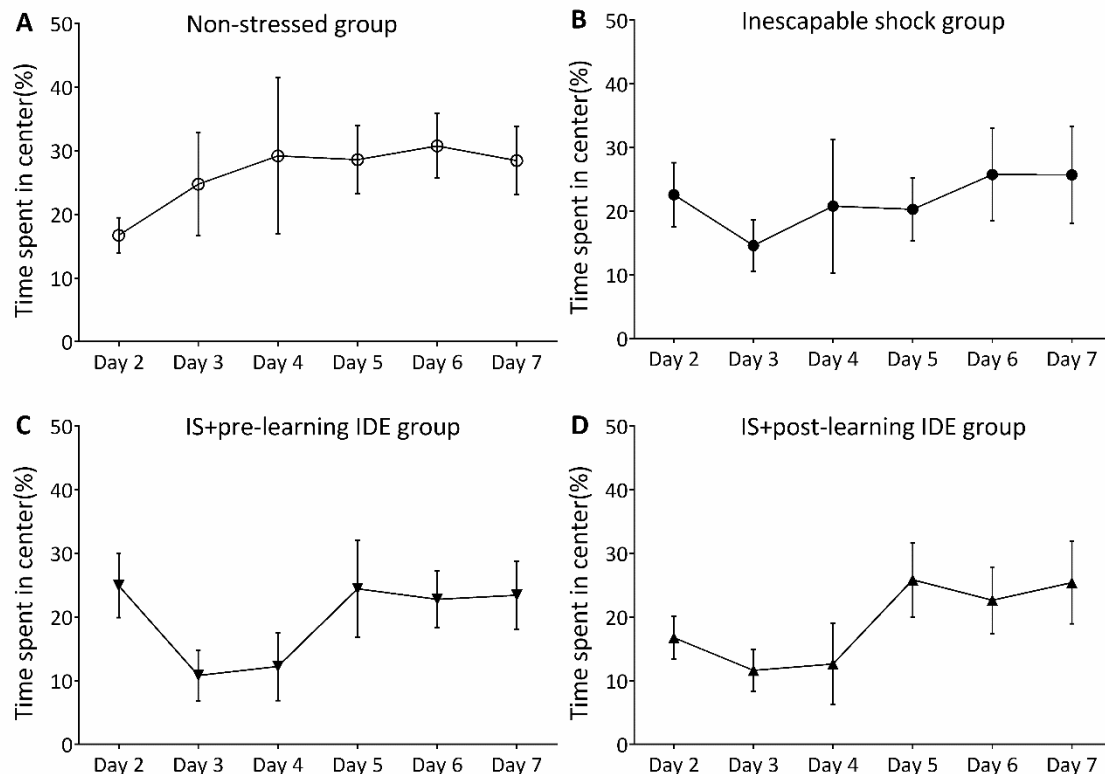 A
Non-stressed group
Time spent in center(%)
50
40
30
20
10
0
Day 2 Day 3 Day 4 Day 5 Day 6 Day 7
B
Inescapable shock group
Time spent in center(%)
50
40
30
20
10
0
Day 2 Day 3 Day 4 Day 5 Day 6 Day 7
C
IS+pre-learning IDE group
Time spent in center(%)
50
40
30
20
10
0
Day 2 Day 3 Day 4 Day 5 Day 6 Day 7
D
IS+post-learning IDE group
Time spent in center(%)
50
40
30
20
10
0
Day 2 Day 3 Day 4 Day 5 Day 6 Day 7